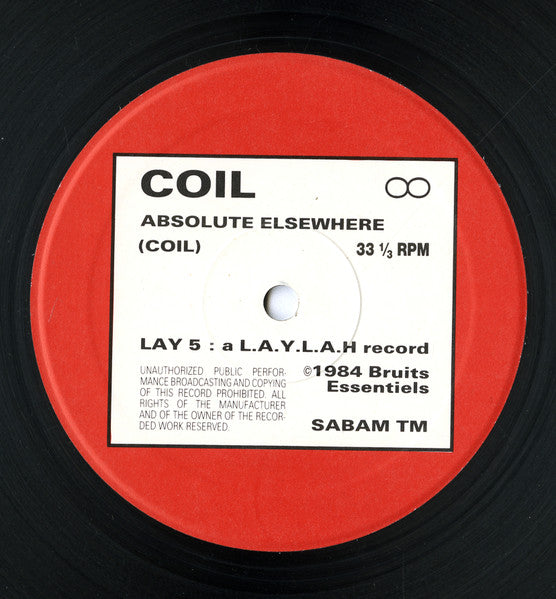 COIL ∞
ABSOLUTE ELSEWHERE
(COIL) 33 1/3 RPM
LAY 5 : a L.A.Y.L.A.H record
UNAUTHORIZED PUBLIC PERFOR-
MANCE BROADCASTING AND COPYING
OF THIS RECORD PROHIBITED. ALL
RIGHTS OF THE MANUFACTURER
AND OF THE OWNER OF THE RECOR-
DED WORK RESERVED.
©1984 Bruits
Essentiels
SABAM TM